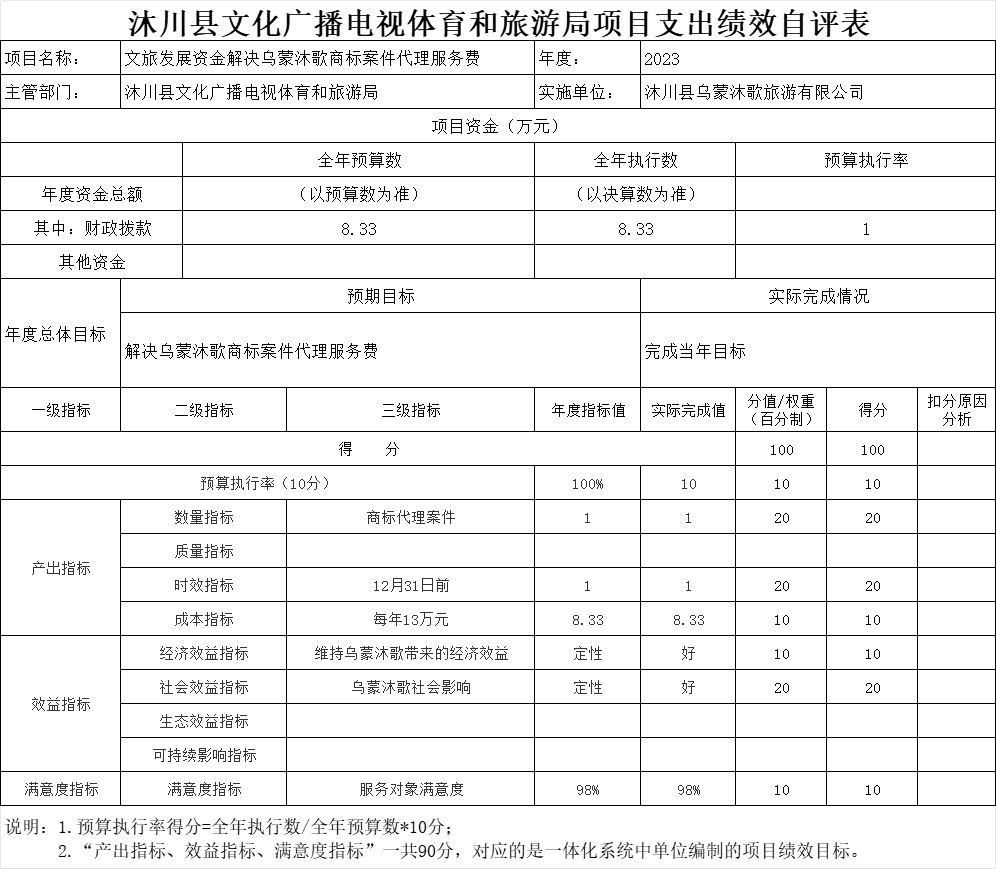 沐川县文化广播电视体育和旅游局项目支出绩效自评表
项目名称： 文旅发展资金解决乌蒙沐歌商标案件代理服务费 年度： 2023
主管部门： 沐川县文化广播电视体育和旅游局 实施单位： 沐川县乌蒙沐歌旅游有限公司
项目资金（万元）
全年预算数 全年执行数 预算执行率
年度资金总额 （以预算数为准） （以决算数为准）
其中：财政拨款 8.33 8.33 1
其他资金
年度总体目标 预期目标 实际完成情况
解决乌蒙沐歌商标案件代理服务费 完成当年目标
一级指标 二级指标 三级指标 年度指标值 实际完成值 分值/权重（百分制） 得分 扣分原因分析
得 分 100 100
预算执行率（10分） 100% 10 10 10
产出指标 数量指标 商标代理案件 1 1 20 20
质量指标
时效指标 12月31日前 1 1 20 20
成本指标 每年13万元 8.33 8.33 10 10
效益指标 经济效益指标 维持乌蒙沐歌带来的经济效益 定性 好 10 10
社会效益指标 乌蒙沐歌社会影响 定性 好 20 20
生态效益指标
可持续影响指标
满意度指标 满意度指标 服务对象满意度 98% 98% 10 10
说明：1.预算执行率得分=全年执行数/全年预算数*10分；
2.“产出指标、效益指标、满意度指标”一共90分，对应的是一体化系统中单位编制的项目绩效目标。